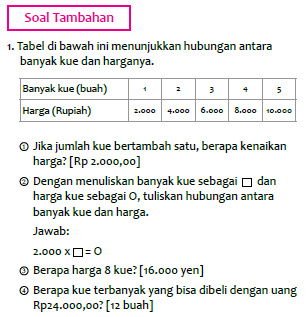 Soal Tambahan
1. Tabel di bawah ini menunjukkan hubungan antara
banyak kue dan harganya.
Banyak kue (buah) 1 2 3 4 5
Harga (Rupiah) 2.000 4.000 6.000 8.000 10.000
① Jika jumlah kue bertambah satu, berapa kenaikan
harga? [Rp 2.000,00]
② Dengan menuliskan banyak kue sebagai □ dan
harga kue sebagai O, tuliskan hubungan antara
banyak kue dan harga.
Jawab:
2.000 x □ = O
③ Berapa harga 8 kue? [16.000 yen]
④ Berapa kue terbanyak yang bisa dibeli dengan uang
Rp24.000,00? [12 buah]